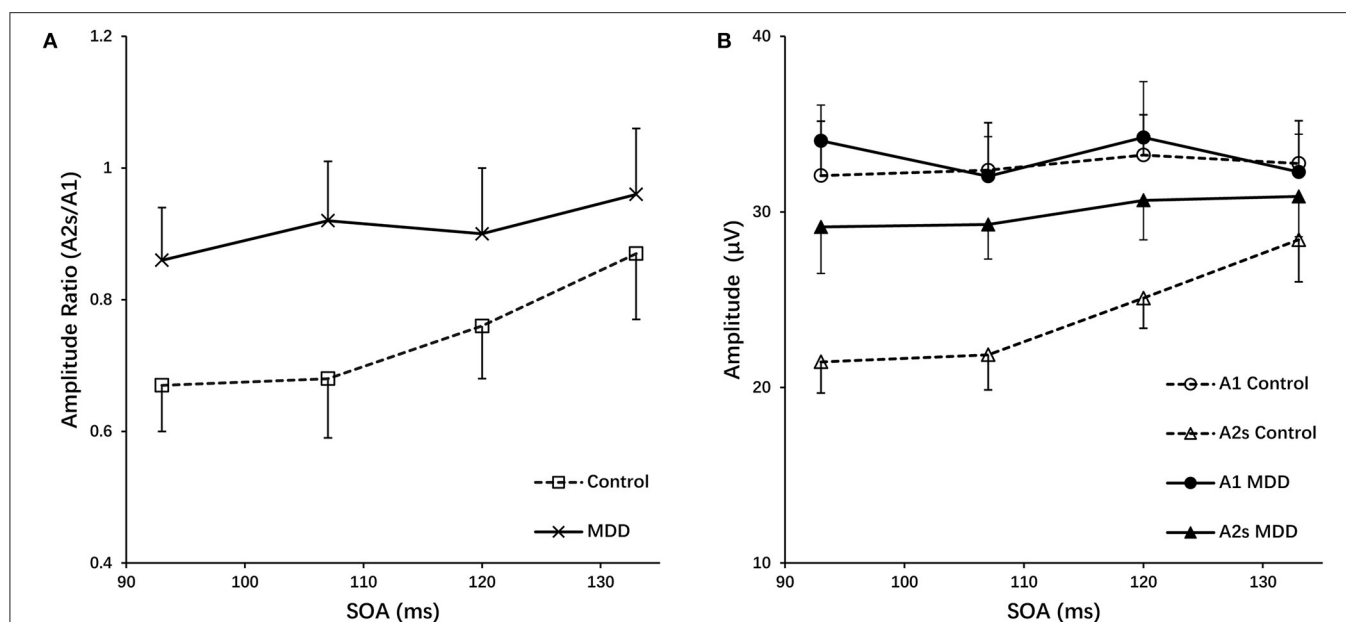 A
Amplitude Ratio (A2s/A1)
1.2
1
0.8
0.6
0.4
90
100
110
120
130
SOA (ms)
Control
MDD
B
Amplitude (µV)
40
30
20
10
90
100
110
120
130
SOA (ms)
A1 Control
A2s Control
A1 MDD
A2s MDD